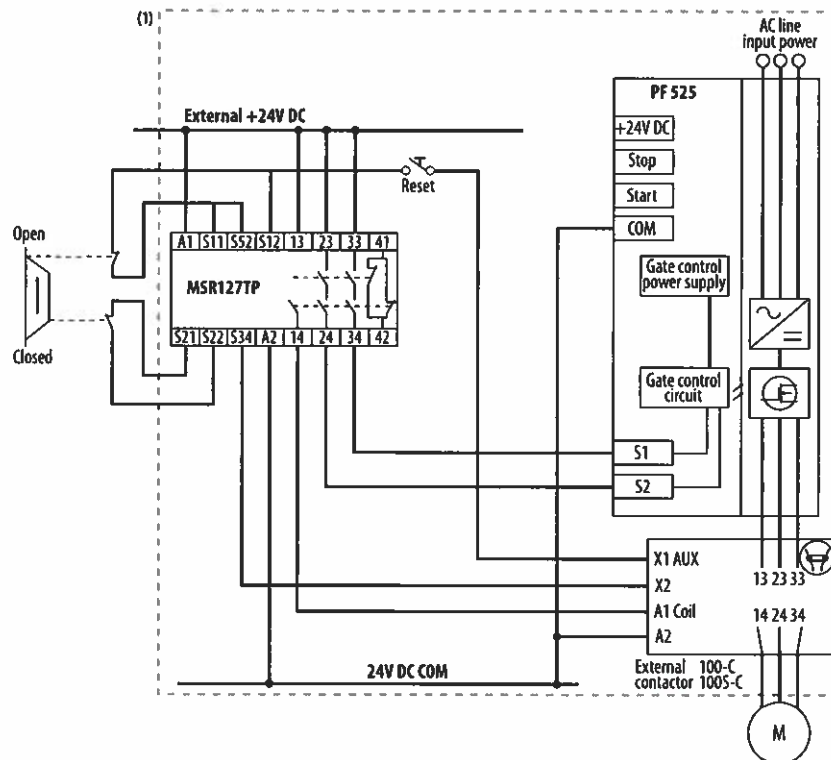 (1)
AC line
input power
External +24V DC
PF 525
+24V DC
Stop
Start
COM
Reset
Open
Closed
A1 S11 S52 S12 13 23 33 41
MSR127TP
S21 S22 S34 A2 14 24 34 42
Gate control
power supply
Gate control
circuit
S1
S2
X1 AUX
X2
A1 Coil
A2
13 23 33
14 24 34
24V DC COM
External 100-C
contactor 100S-C
M